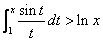 ∫₁ˣ (sin t / t) dt > ln x